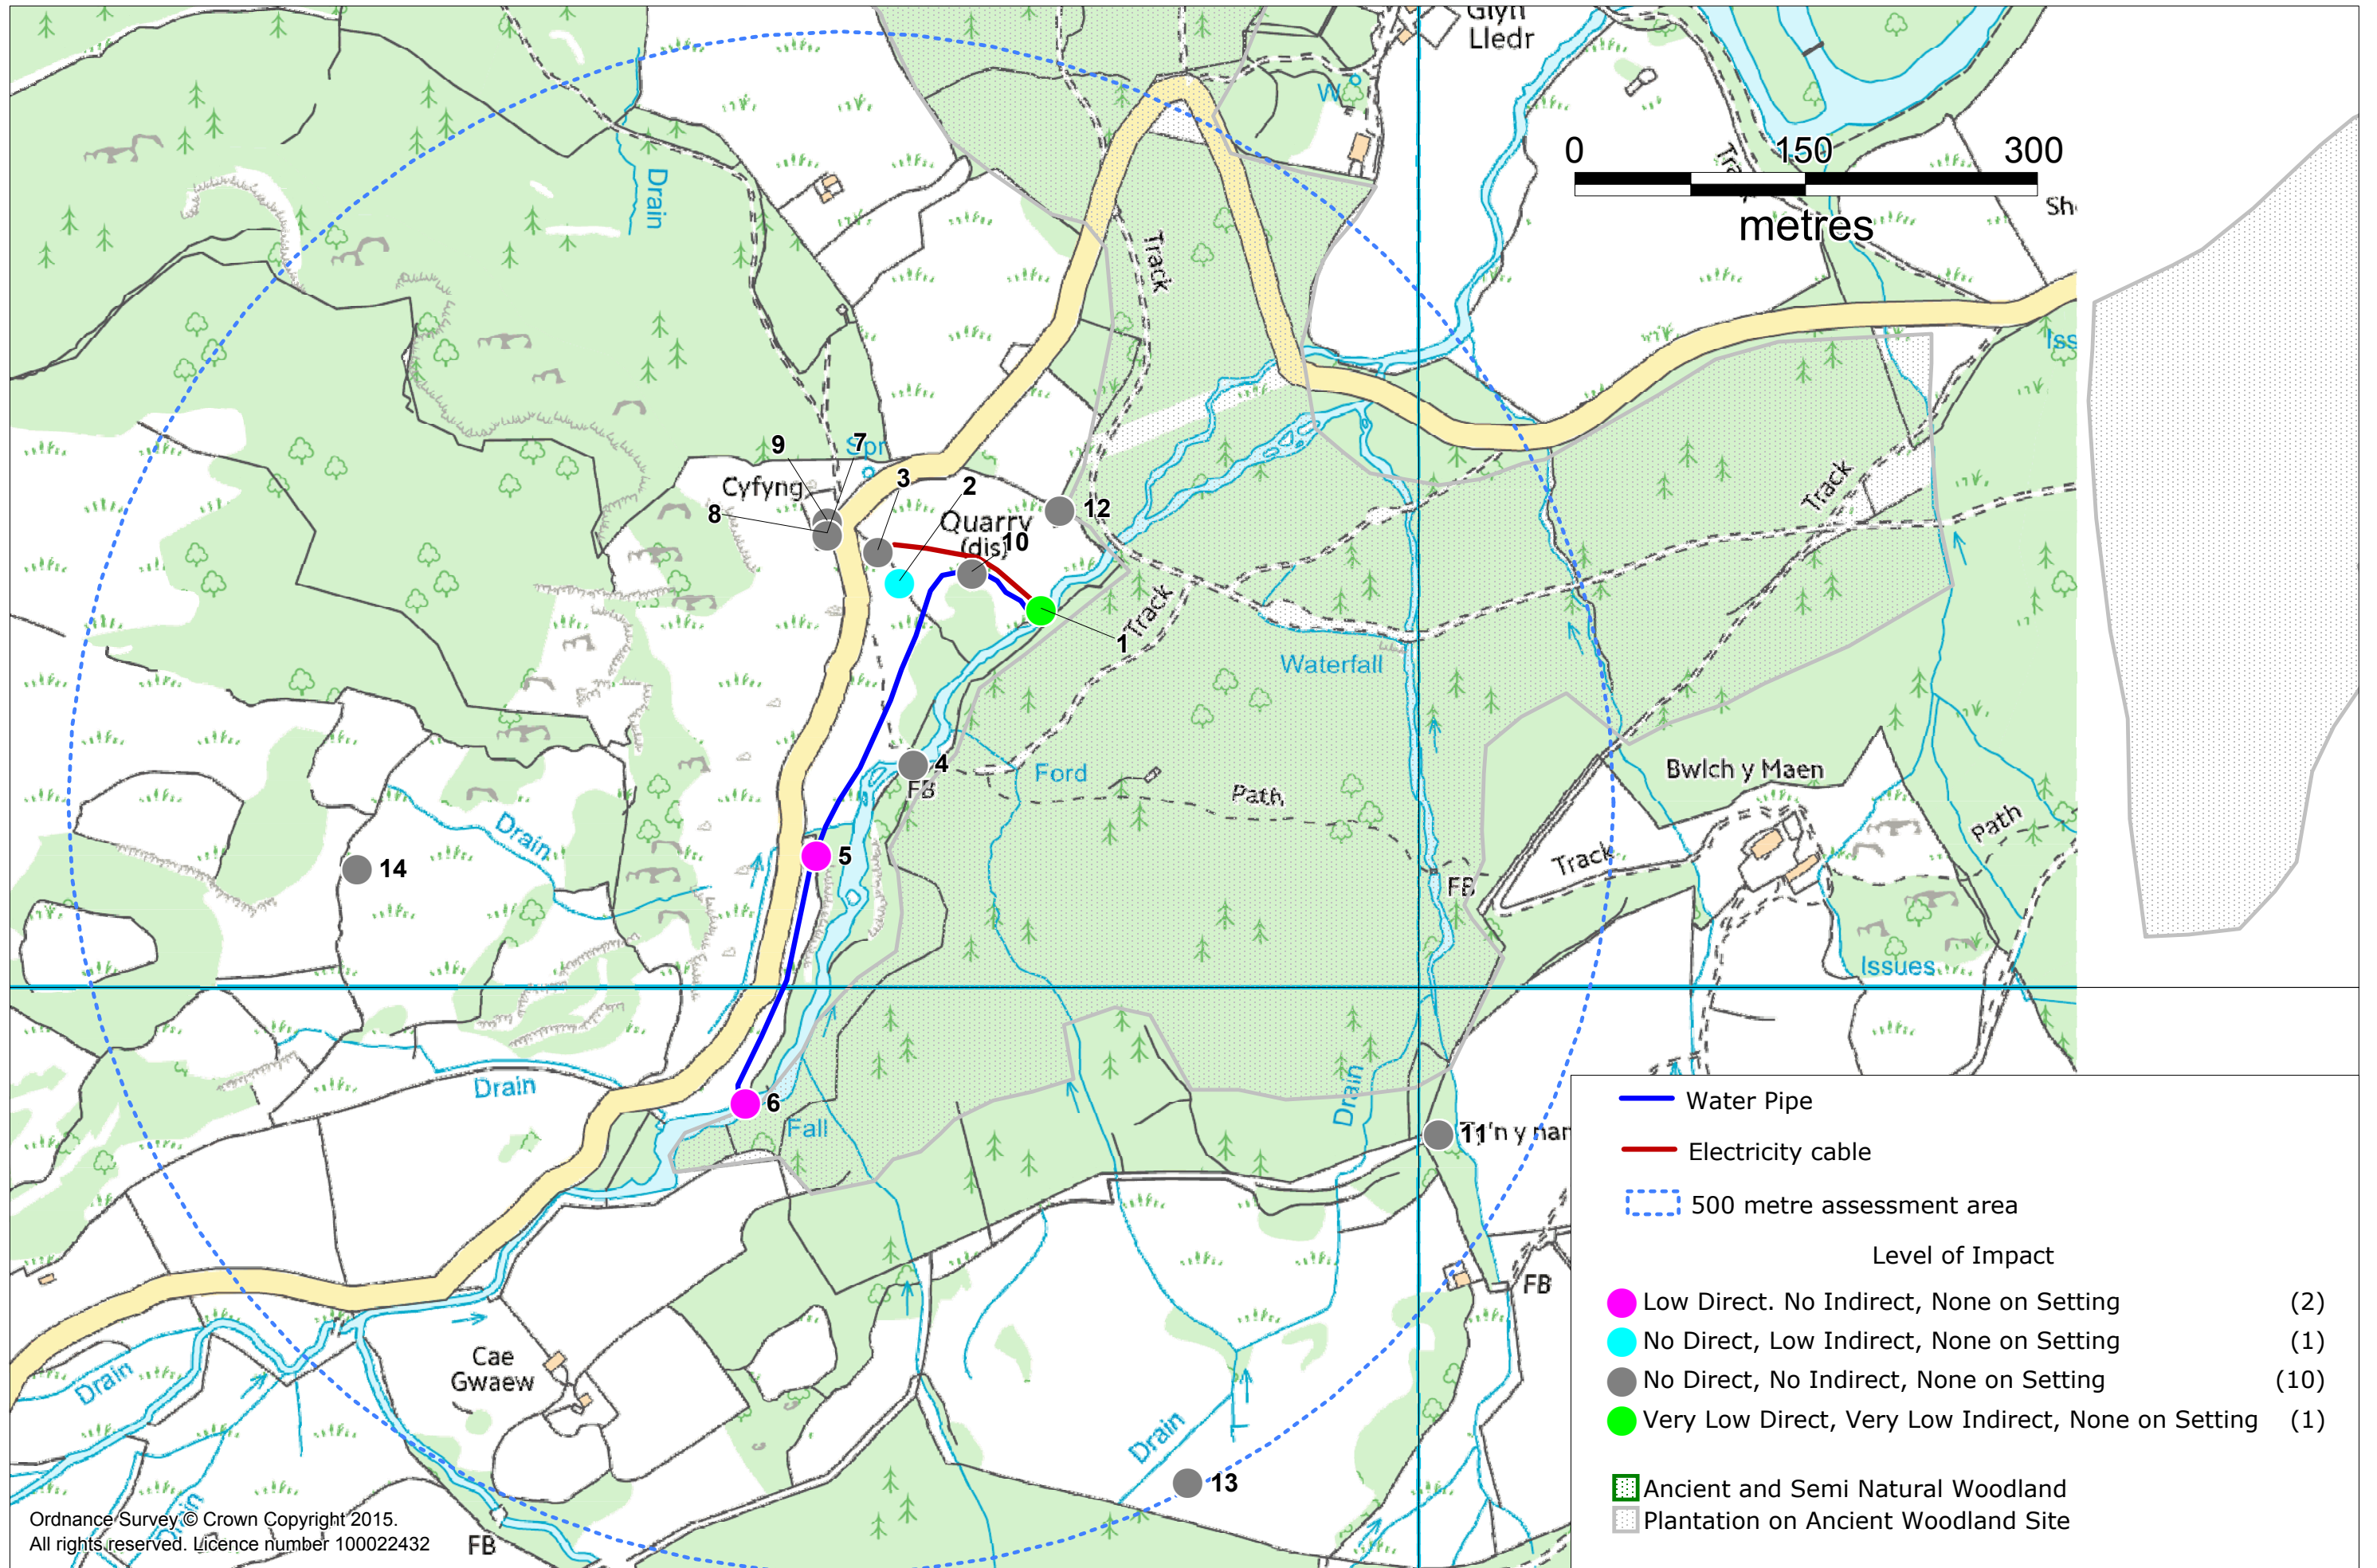 Glyn
Lledr
W
0 150 300
metres
Drain
Track
Track
Iss
9
7
Spr
3
2
Cyfyng
8
12
Quarry
(dis)
10
Track
1
Track
Waterfall
4
FB
Ford
Path
Bwlch y Maen
Path
Track
Drain
5
14
FB
Issues
Drain
6
Fall
Drain
11
Cae
Gwaew
FB
Drain
Drain
13
Drain
FB
Water Pipe
Electricity cable
500 metre assessment area
Level of Impact
Low Direct. No Indirect, None on Setting (2)
No Direct, Low Indirect, None on Setting (1)
No Direct, No Indirect, None on Setting (10)
Very Low Direct, Very Low Indirect, None on Setting (1)
Ancient and Semi Natural Woodland
Plantation on Ancient Woodland Site
Ordnance Survey © Crown Copyright 2015.
All rights reserved. Licence number 100022432